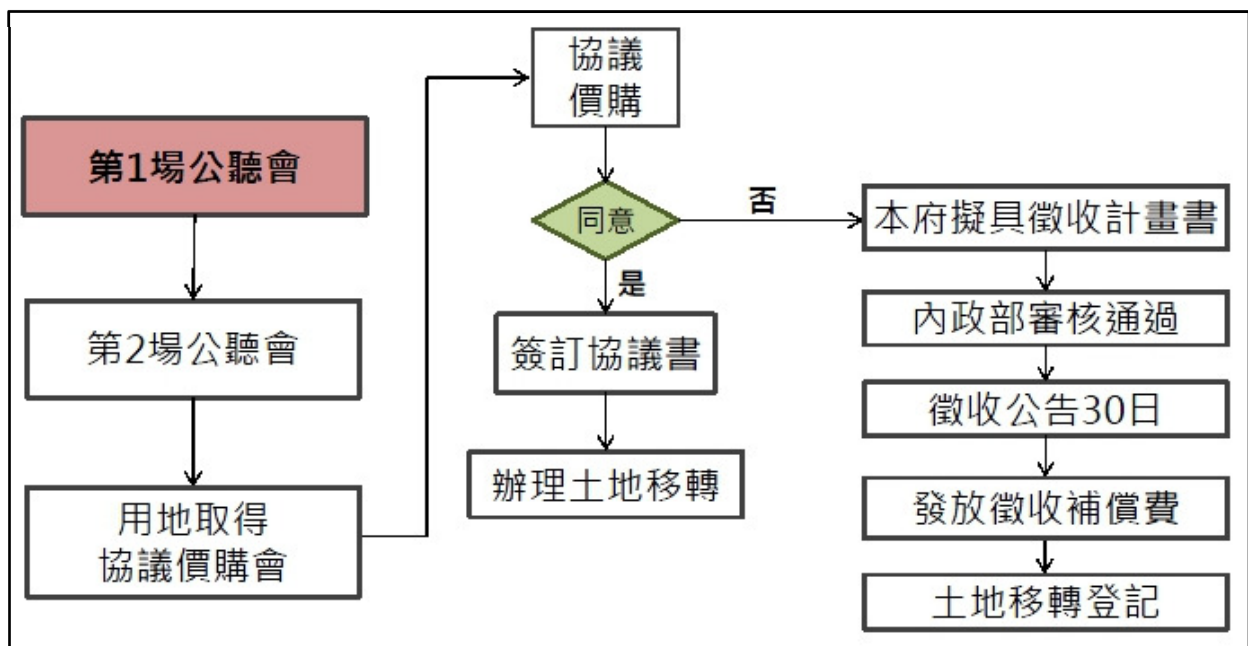 第1場公聽會
第2場公聽會
用地取得
協議價購會
協議
價購
同意
是
簽訂協議書
辦理土地移轉
否
本府擬具徵收計畫書
內政部審核通過
徵收公告30日
發放徵收補償費
土地移轉登記